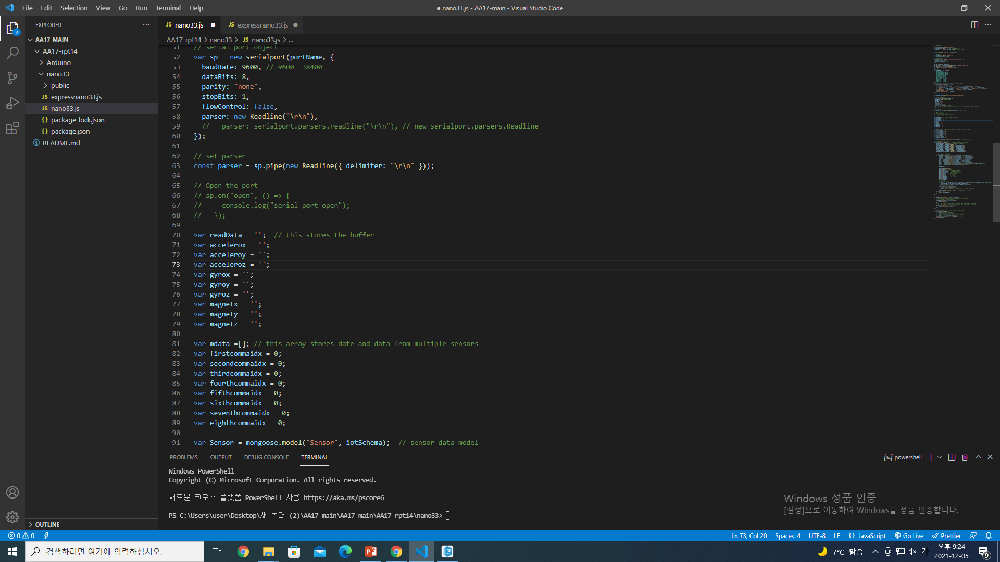 File Edit Selection View Go Run Terminal Help
● nano33.js - AA17-main - Visual Studio Code
EXPLORER
2
AA17-MAIN
AA17-rpt14
Arduino
nano33
public
JS expressnano33.js
JS nano33.js
{} package-lock.json
{} package.json
README.md
OUTLINE
JS nano33.js ● JS expressnano33.js ●
AA17-rpt14 > nano33 > JS nano33.js > ...
51 // serial port object
52 var sp = new serialport(portName, {
53 baudRate: 9600, // 9600  38400
54 dataBits: 8,
55 parity: "none",
56 stopBits: 1,
57 flowControl: false,
58 parser: new Readline("\r\n"),
59 //   parser: serialport.parsers.readline("\r\n"), // new serialport.parsers.Readline
60 });
61
62 // set parser
63 const parser = sp.pipe(new Readline({ delimiter: "\r\n" }));
64
65 // Open the port
66 // sp.on("open", () => {
67 //     console.log("serial port open");
68 //   });
69
70 var readData = '';  // this stores the buffer
71 var accelerox = '';
72 var acceleroy = '';
73 var acceleroz = '';
74 var gyrox = '';
75 var gyroy = '';
76 var gyroz = '';
77 var magnetx = '';
78 var magnety = '';
79 var magnetz = '';
80
81 var mdata =[]; // this array stores date and data from multiple sensors
82 var firstcommaidx = 0;
83 var secondcommaidx = 0;
84 var thirdcommaidx = 0;
85 var fourthcommaidx = 0;
86 var fifthcommaidx = 0;
87 var sixthcommaidx = 0;
88 var seventhcommaidx = 0;
89 var eighthcommaidx = 0;
90
91 var Sensor = mongoose.model("Sensor", iotSchema);  // sensor data model
PROBLEMS OUTPUT DEBUG CONSOLE TERMINAL
powershell
Windows PowerShell
Copyright (C) Microsoft Corporation. All rights reserved.
새로운 크로스 플랫폼 PowerShell 사용 https://aka.ms/pscore6
PS C:\Users\user\Desktop\새 폴더 (2)\AA17-main\AA17-main\AA17-rpt14\nano33>
Windows 정품 인증
[설정]으로 이동하여 Windows를 정품 인증합니다.
0 0
Ln 73, Col 20 Spaces: 4 UTF-8 LF {} JavaScript Go Live Prettier
검색하려면 여기에 입력하십시오.
7°C 맑음 가
오후 9:24
2021-12-05
9